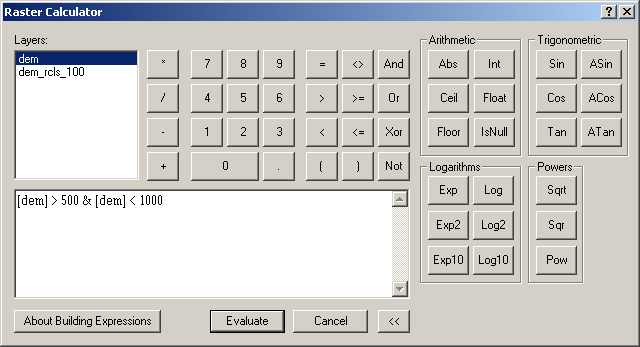 Raster Calculator
Layers:
dem
dem_rcls_100
* 7 8 9 = <> And
/ 4 5 6 > >= Or
- 1 2 3 < <= Xor
+ 0 . ( ) Not
[dem] > 500 & [dem] < 1000
Arithmetic
Abs Int
Ceil Float
Floor IsNull
Trigonometric
Sin ASin
Cos ACos
Tan ATan
Logarithms
Exp Log
Exp2 Log2
Exp10 Log10
Powers
Sqrt
Sqr
Pow
About Building Expressions Evaluate Cancel <<